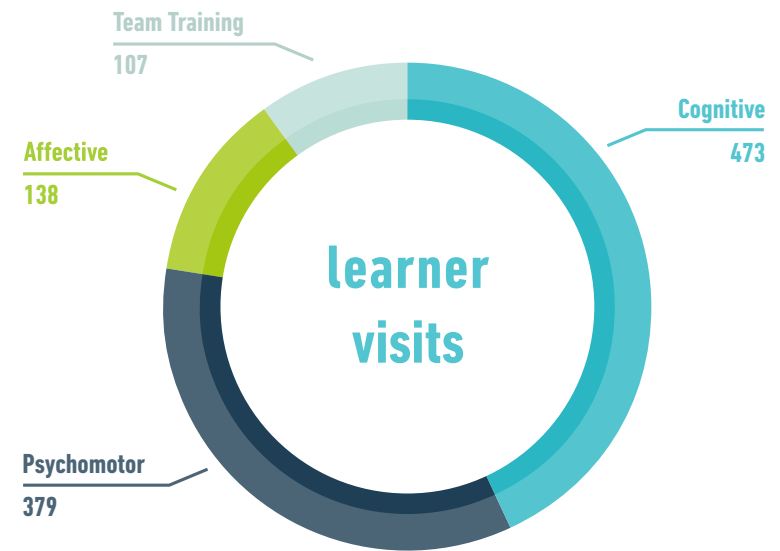 Team Training
107
Cognitive
473
Affective
138
learner
visits
Psychomotor
379